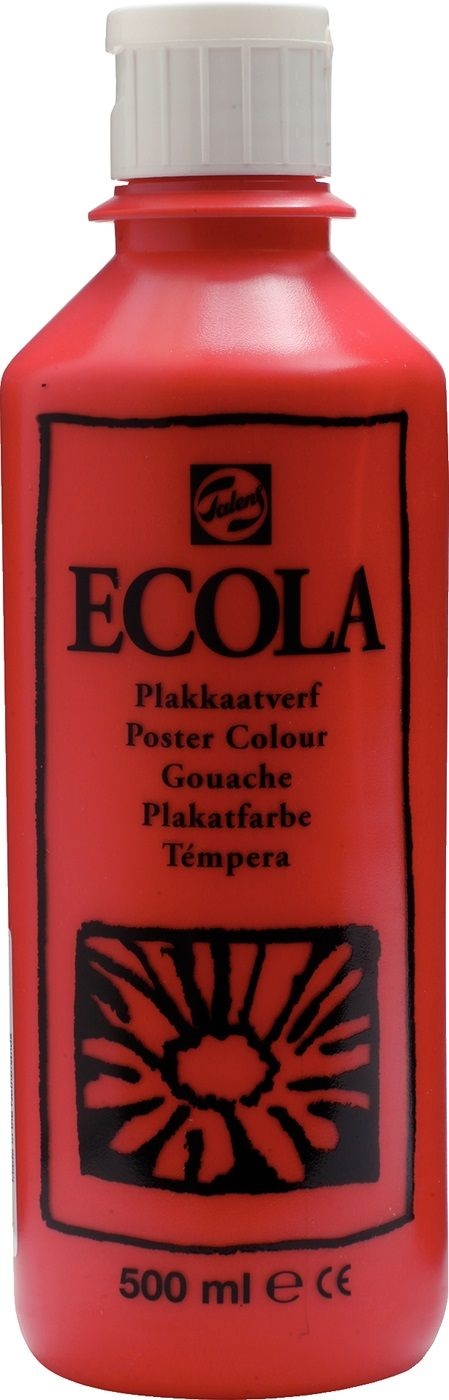 Talens
ECOLA
Plakkaatverf
Poster Colour
Gouache
Plakatfarbe
Témpera
500 ml ℮ CE